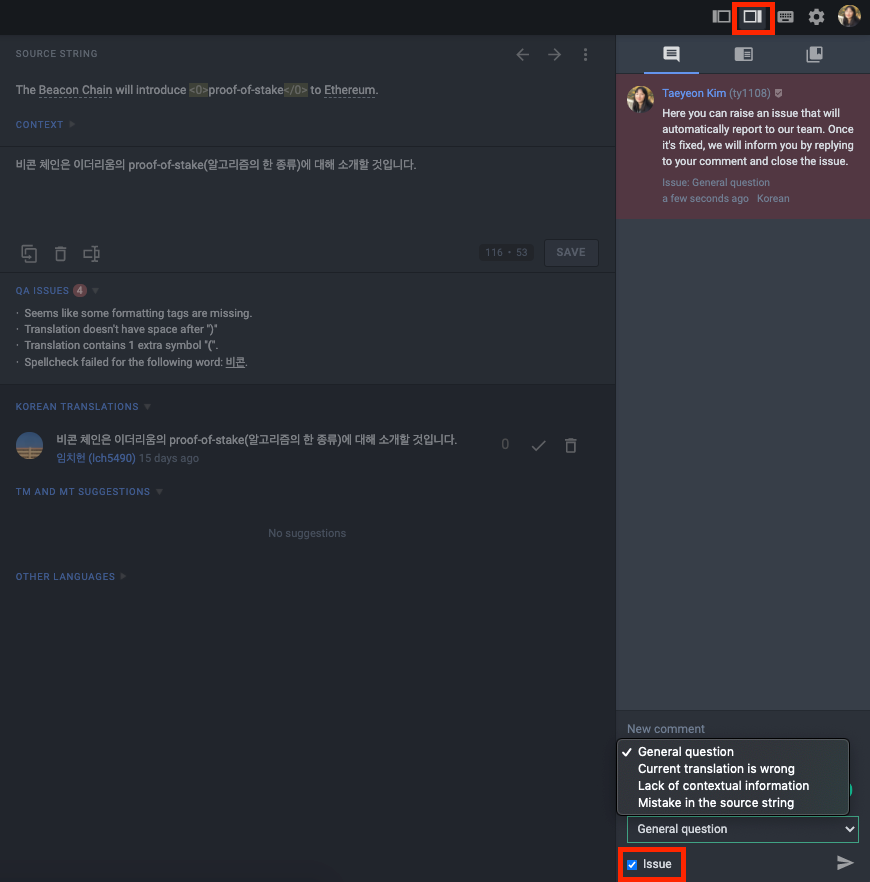 SOURCE STRING
The Beacon Chain will introduce <0>proof-of-stake</0> to Ethereum.
CONTEXT
비콘 체인은 이더리움의 proof-of-stake(알고리즘의 한 종류)에 대해 소개할 것입니다.
116 • 53
SAVE
QA ISSUES 4
· Seems like some formatting tags are missing.
· Translation doesn't have space after ")"
· Translation contains 1 extra symbol "(".
· Spellcheck failed for the following word: 비콘.
KOREAN TRANSLATIONS
비콘 체인은 이더리움의 proof-of-stake(알고리즘의 한 종류)에 대해 소개할 것입니다.
임치헌 (lch5490) 15 days ago
0
TM AND MT SUGGESTIONS
No suggestions
OTHER LANGUAGES
Taeyeon Kim (ty1108)
Here you can raise an issue that will
automatically report to our team. Once
it's fixed, we will inform you by replying
to your comment and close the issue.
Issue: General question
a few seconds ago Korean
New comment
✓ General question
Current translation is wrong
Lack of contextual information
Mistake in the source string
General question
Issue